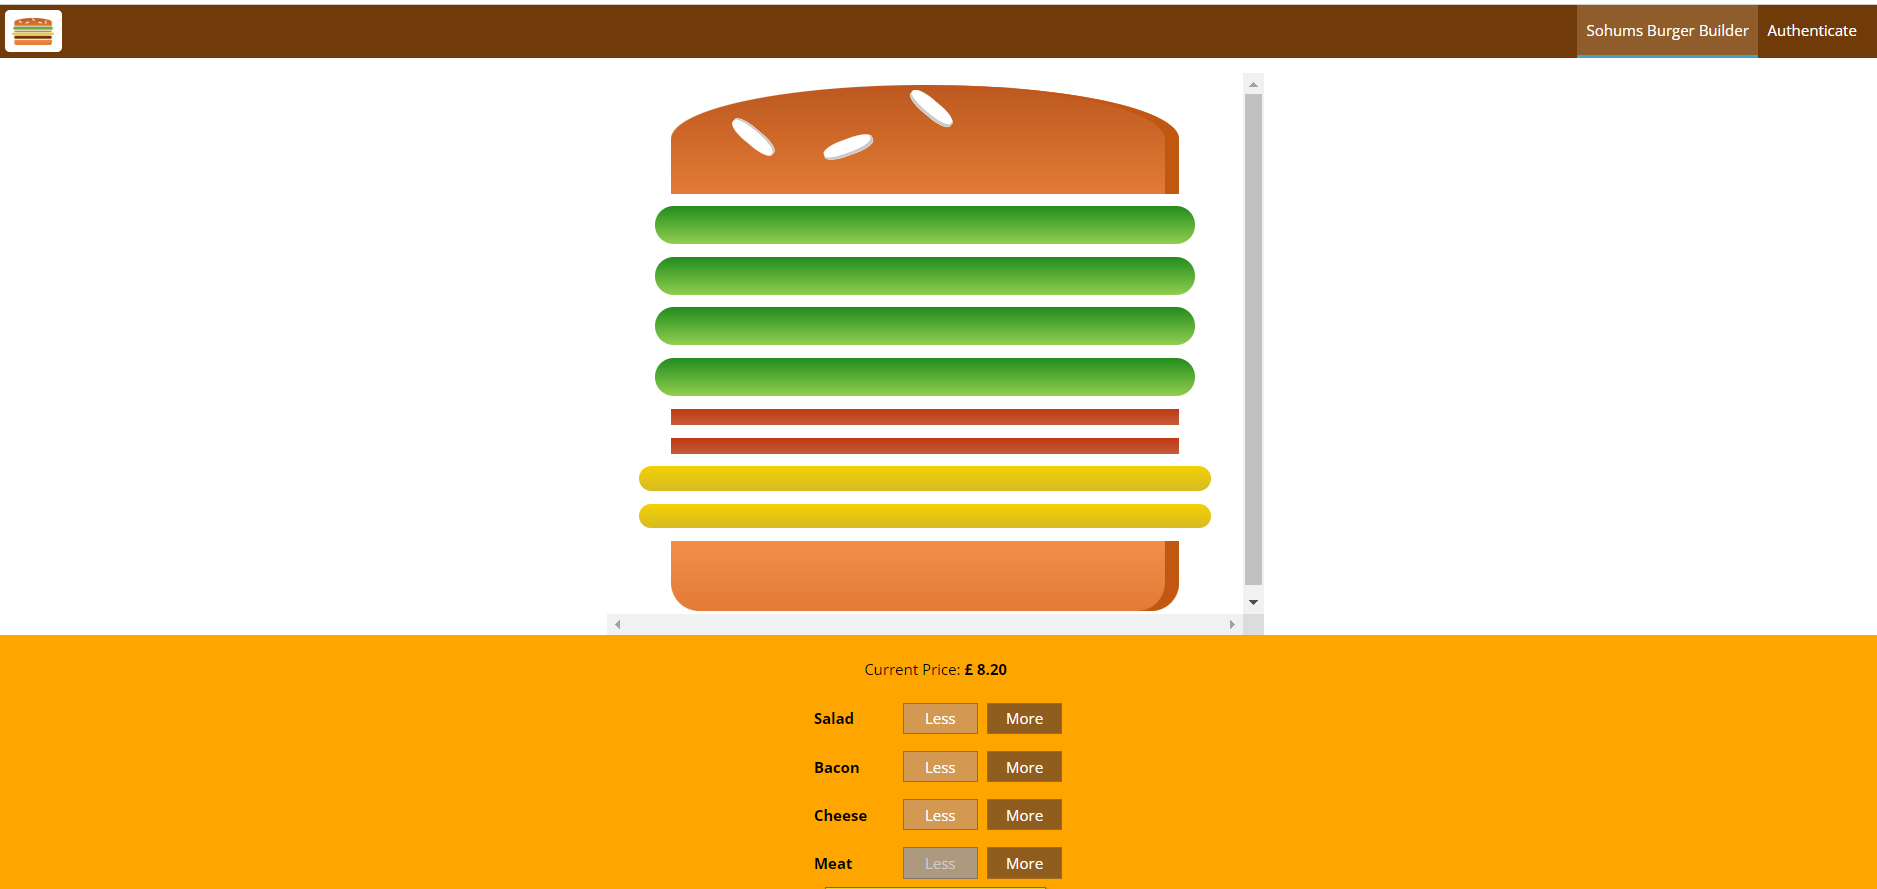 Sohums Burger Builder Authenticate
Current Price: £ 8.20
Salad Less More
Bacon Less More
Cheese Less More
Meat Less More